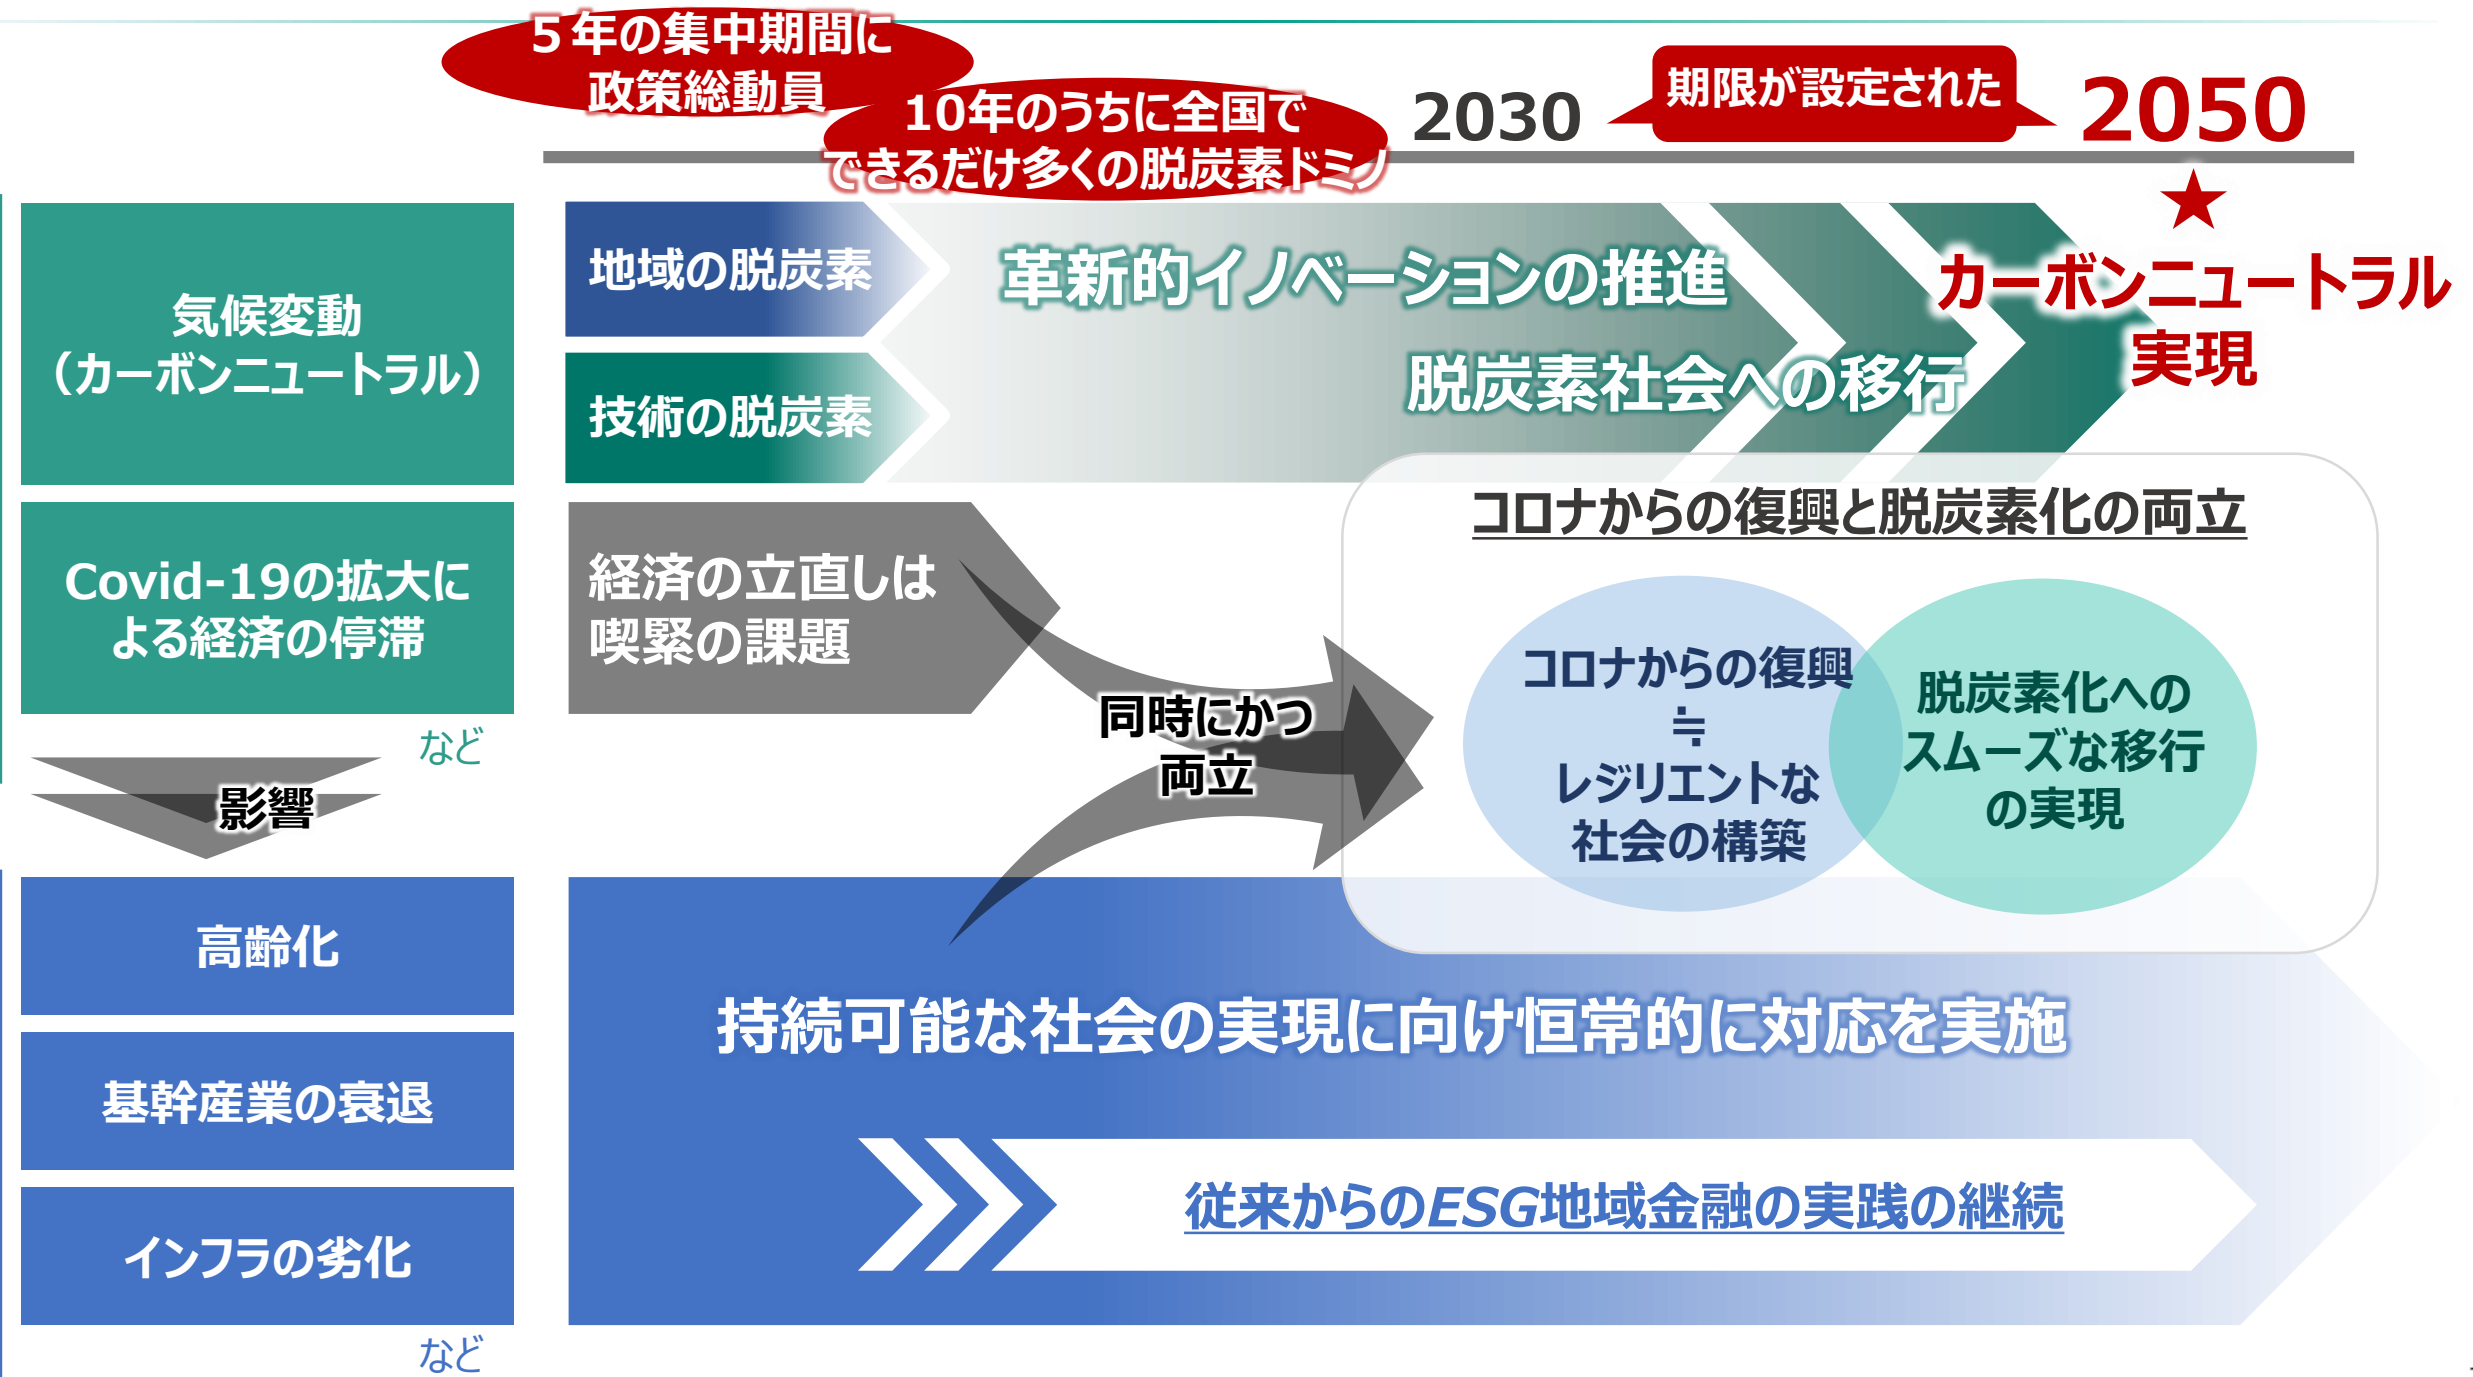 ５年の集中期間に
政策総動員
10年のうちに全国で
できるだけ多くの脱炭素ドミノ
2030
期限が設定された
2050
★
気候変動
（カーボンニュートラル）
地域の脱炭素
技術の脱炭素
革新的イノベーションの推進
脱炭素社会への移行
カーボンニュートラル
実現
Covid-19の拡大に
よる経済の停滞
など
経済の立直しは
喫緊の課題
同時にかつ
両立
コロナからの復興と脱炭素化の両立
コロナからの復興
≒
レジリエントな
社会の構築
脱炭素化への
スムーズな移行
の実現
影響
高齢化
基幹産業の衰退
インフラの劣化
など
持続可能な社会の実現に向け恒常的に対応を実施
従来からのESG地域金融の実践の継続